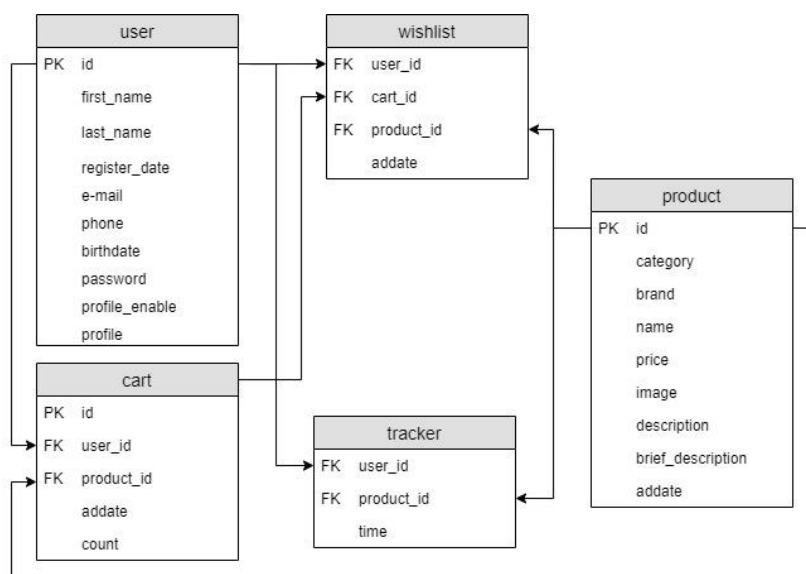 user
PK id
first_name
last_name
register_date
e-mail
phone
birthdate
password
profile_enable
profile
wishlist
FK user_id
FK cart_id
FK product_id
addate
product
PK id
category
brand
name
price
image
description
brief_description
addate
cart
PK id
FK user_id
FK product_id
addate
count
tracker
FK user_id
FK product_id
time